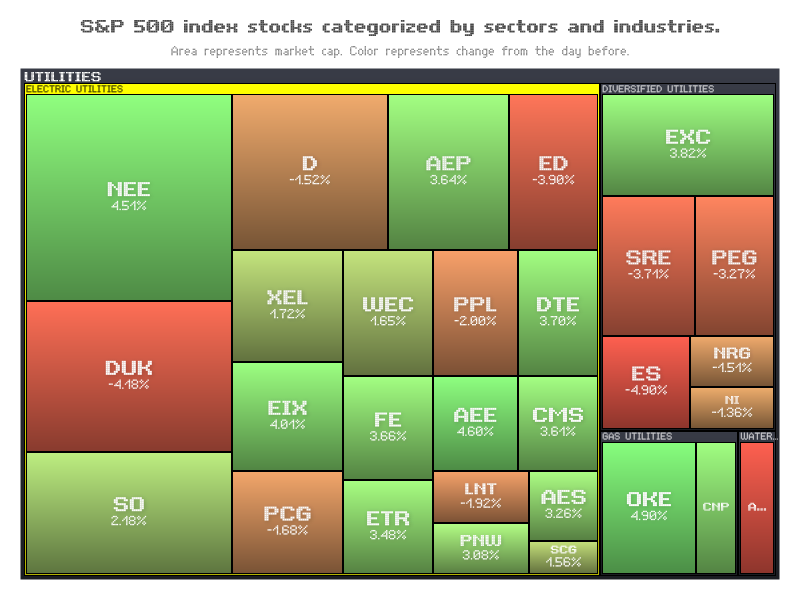 S&P 500 index stocks categorized by sectors and industries.
Area represents market cap. Color represents change from the day before.
UTILITIES
ELECTRIC UTILITIES
NEE
4.51%
DUK
-4.18%
SO
2.18%
D
-1.52%
AEP
3.64%
ED
-3.90%
XEL
1.72%
WEC
1.65%
PPL
-2.00%
DTE
3.70%
EIX
4.01%
FE
3.66%
AEE
4.60%
CMS
3.61%
PCG
-1.68%
ETR
3.48%
LNT
-1.92%
PNW
3.08%
AES
3.26%
SCG
1.56%
DIVERSIFIED UTILITIES
EXC
3.82%
SRE
-3.71%
PEG
-3.27%
ES
-4.90%
NRG
-1.51%
NI
-1.36%
GAS UTILITIES
OKE
4.90%
CNP
WATER...
A...